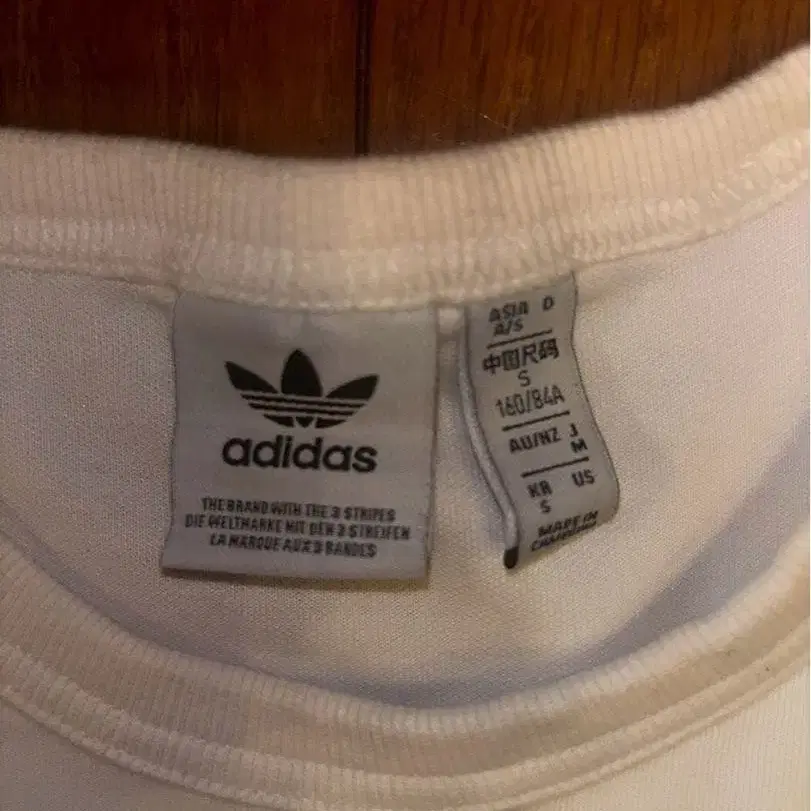 adidas
THE BRAND WITH THE 3 STRIPES
DIE WELTMARKE MIT DEN 3 STREIFEN
LA MARQUE AUX 3 BANDES
ASIA D
A/S
中国尺码
S
160/84A
AU/NZ J
M
KR US
S
MADE IN
CAMBODIA